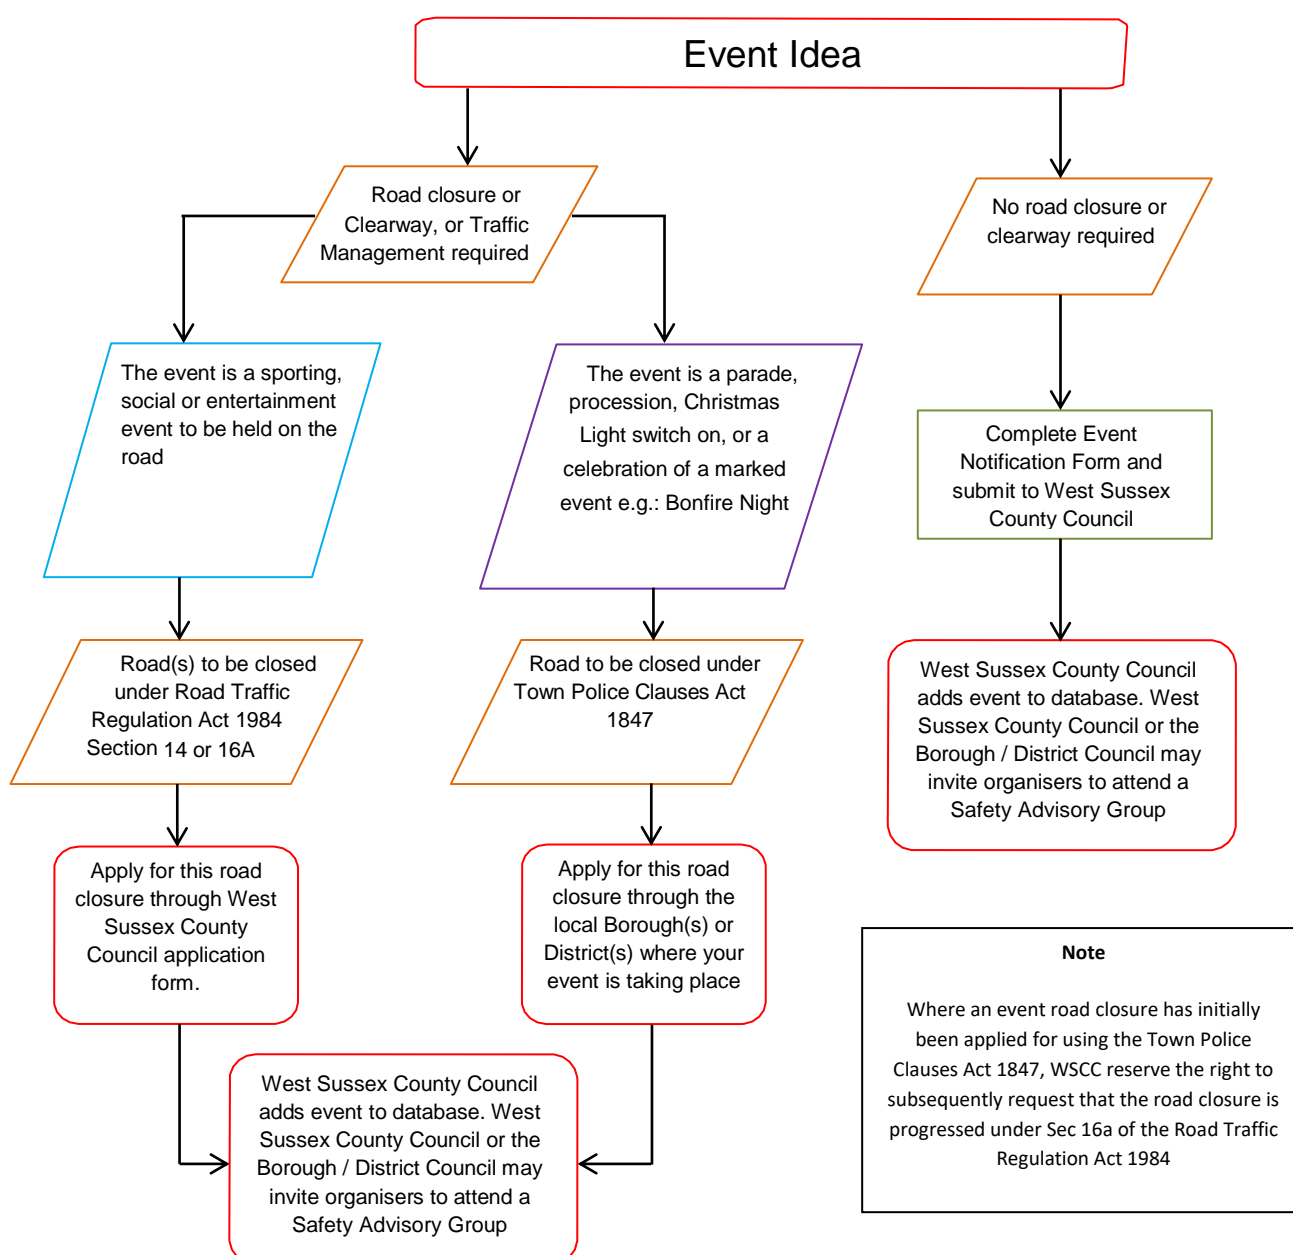 Event Idea
Road closure or
Clearway, or Traffic
Management required
No road closure or
clearway required
The event is a sporting,
social or entertainment
event to be held on the
road
The event is a parade,
procession, Christmas
Light switch on, or a
celebration of a marked
event e.g.: Bonfire Night
Complete Event
Notification Form and
submit to West Sussex
County Council
Road(s) to be closed
under Road Traffic
Regulation Act 1984
Section 14 or 16A
Road to be closed under
Town Police Clauses Act
1847
West Sussex County Council
adds event to database. West
Sussex County Council or the
Borough / District Council may
invite organisers to attend a
Safety Advisory Group
Apply for this road
closure through West
Sussex County
Council application
form.
Apply for this road
closure through the
local Borough(s) or
District(s) where your
event is taking place
West Sussex County Council
adds event to database. West
Sussex County Council or the
Borough / District Council may
invite organisers to attend a
Safety Advisory Group
Note
Where an event road closure has initially
been applied for using the Town Police
Clauses Act 1847, WSCC reserve the right to
subsequently request that the road closure is
progressed under Sec 16a of the Road Traffic
Regulation Act 1984